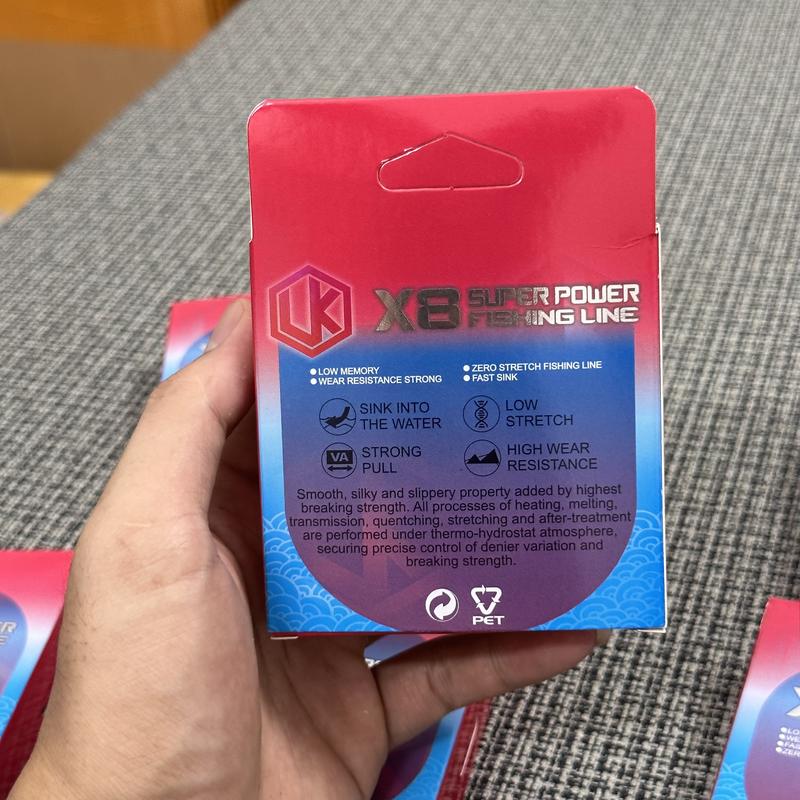 LK
X8 SUPER POWER
FISHING LINE
LOW MEMORY
WEAR RESISTANCE STRONG
ZERO STRETCH FISHING LINE
FAST SINK
SINK INTO
THE WATER
LOW
STRETCH
VA
STRONG
PULL
HIGH WEAR
RESISTANCE
Smooth, silky and slippery property added by highest
breaking strength. All processes of heating, melting,
transmission, quentching, stretching and after-treatment
are performed under thermo-hydrostat atmosphere,
securing precise control of denier variation and
breaking strength.
PET